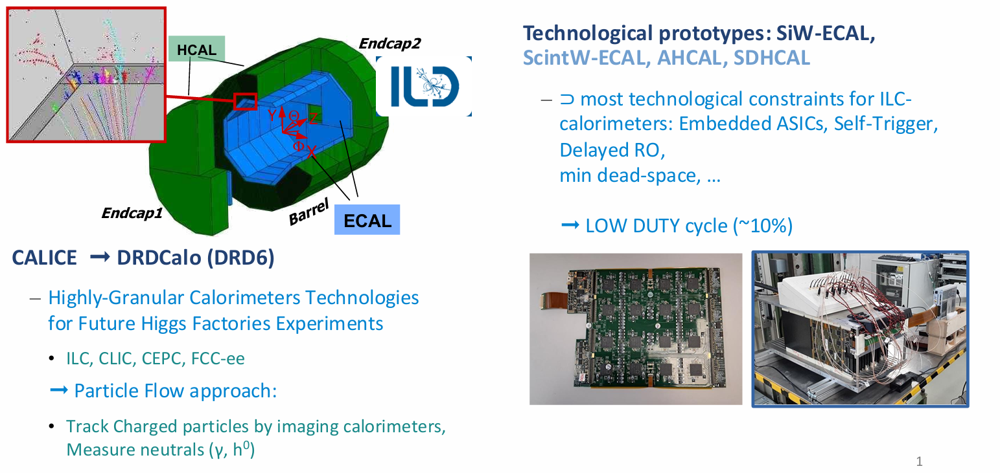 HCAL
Endcap2
ILD
Y
Θ
Z
Φ
X
Endcap1
Barrel
ECAL
CALICE ➞ DRDCalo (DRD6)
– Highly-Granular Calorimeters Technologies
for Future Higgs Factories Experiments
• ILC, CLIC, CEPC, FCC-ee
➞ Particle Flow approach:
• Track Charged particles by imaging calorimeters,
Measure neutrals (γ, h⁰)
Technological prototypes: SiW-ECAL,
ScintW-ECAL, AHCAL, SDHCAL
– ⊃ most technological constraints for ILC-
calorimeters: Embedded ASICs, Self-Trigger,
Delayed RO,
min dead-space, ...
➞ LOW DUTY cycle (~10%)
1